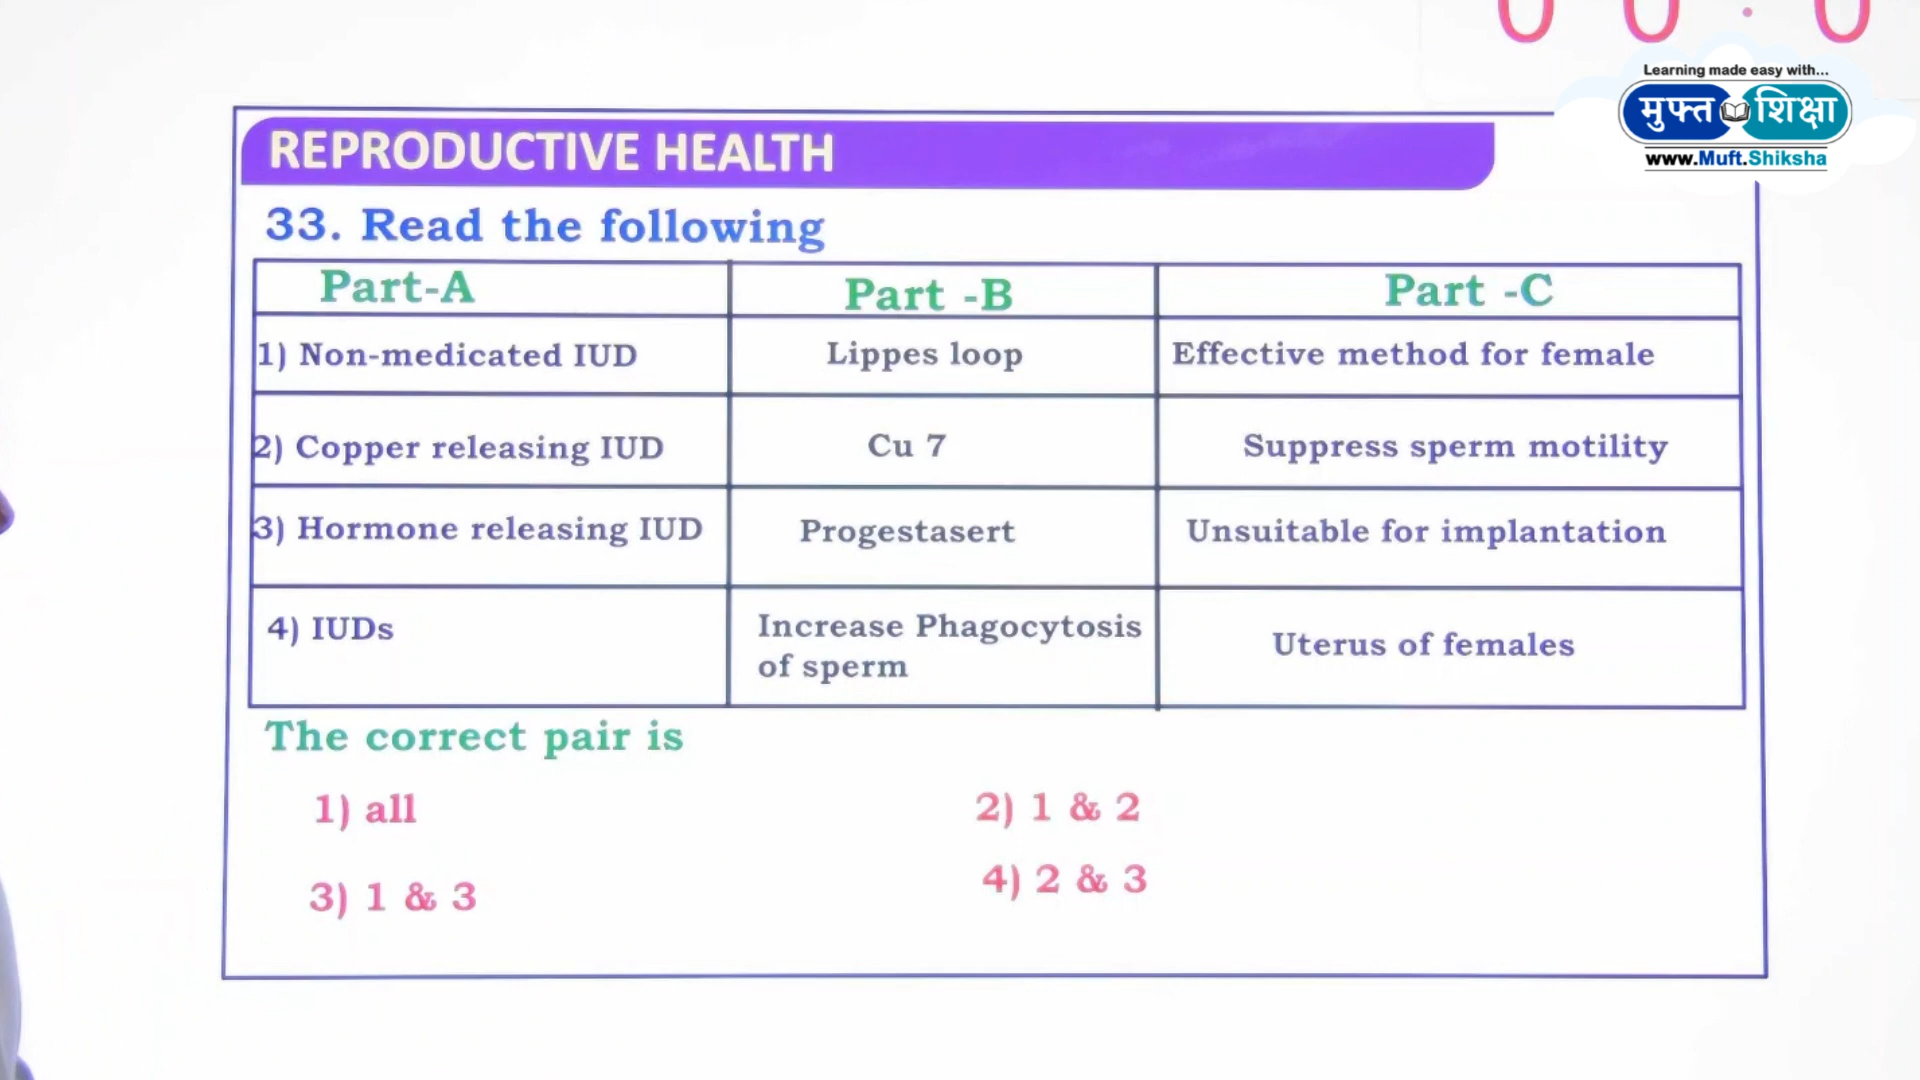 00:0
Learning made easy with...
मुफ्त शिक्षा
www.Muft.Shiksha
REPRODUCTIVE HEALTH
33. Read the following
Part-A Part -B Part -C
1) Non-medicated IUD Lippes loop Effective method for female
2) Copper releasing IUD Cu 7 Suppress sperm motility
3) Hormone releasing IUD Progestasert Unsuitable for implantation
4) IUDs Increase Phagocytosis of sperm Uterus of females
The correct pair is
1) all 2) 1 & 2
3) 1 & 3 4) 2 & 3